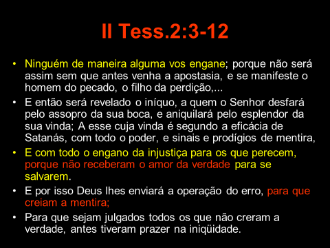 II Tess.2:3-12
• Ninguém de maneira alguma vos engane; porque não será
assim sem que antes venha a apostasia, e se manifeste o
homem do pecado, o filho da perdição,...
• E então será revelado o iníquo, a quem o Senhor desfará
pelo assopro da sua boca, e aniquilará pelo esplendor da
sua vinda; A esse cuja vinda é segundo a eficácia de
Satanás, com todo o poder, e sinais e prodígios de mentira,
• E com todo o engano da injustiça para os que perecem,
porque não receberam o amor da verdade para se
salvarem.
• E por isso Deus lhes enviará a operação do erro, para que
creiam a mentira;
• Para que sejam julgados todos os que não creram a
verdade, antes tiveram prazer na iniqüidade.